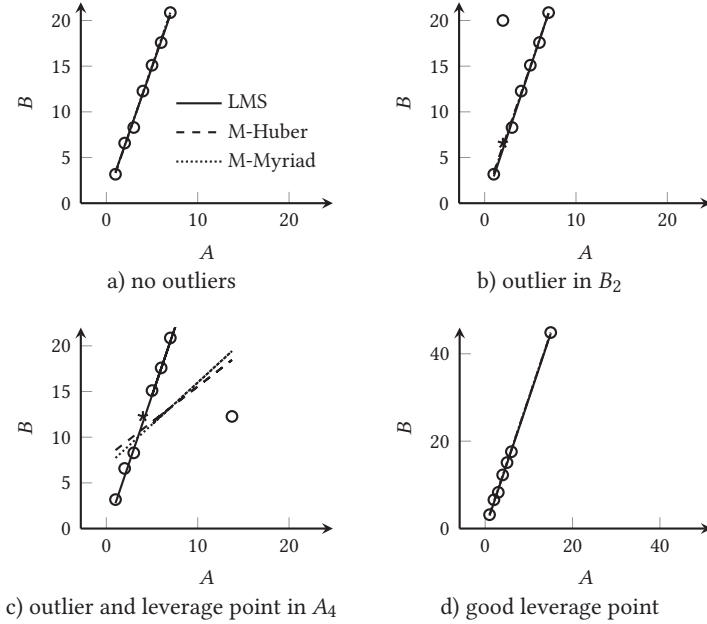 20
15
10
5
0
B
LMS
M-Huber
M-Myriad
0
10
20
A
a) no outliers
20
15
10
5
0
B
0
10
20
A
b) outlier in B₂
20
15
10
5
0
B
0
10
20
A
c) outlier and leverage point in A₄
40
20
0
B
0
20
40
A
d) good leverage point